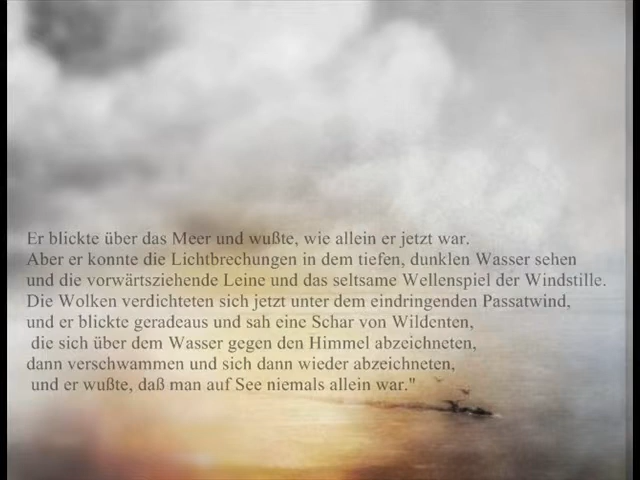 Er blickte über das Meer und wußte, wie allein er jetzt war.
Aber er konnte die Lichtbrechungen in dem tiefen, dunklen Wasser sehen
und die vorwärtsziehende Leine und das seltsame Wellenspiel der Windstille.
Die Wolken verdichteten sich jetzt unter dem eindringenden Passatwind,
und er blickte geradeaus und sah eine Schar von Wildenten,
die sich über dem Wasser gegen den Himmel abzeichneten,
dann verschwammen und sich dann wieder abzeichneten,
und er wußte, daß man auf See niemals allein war."